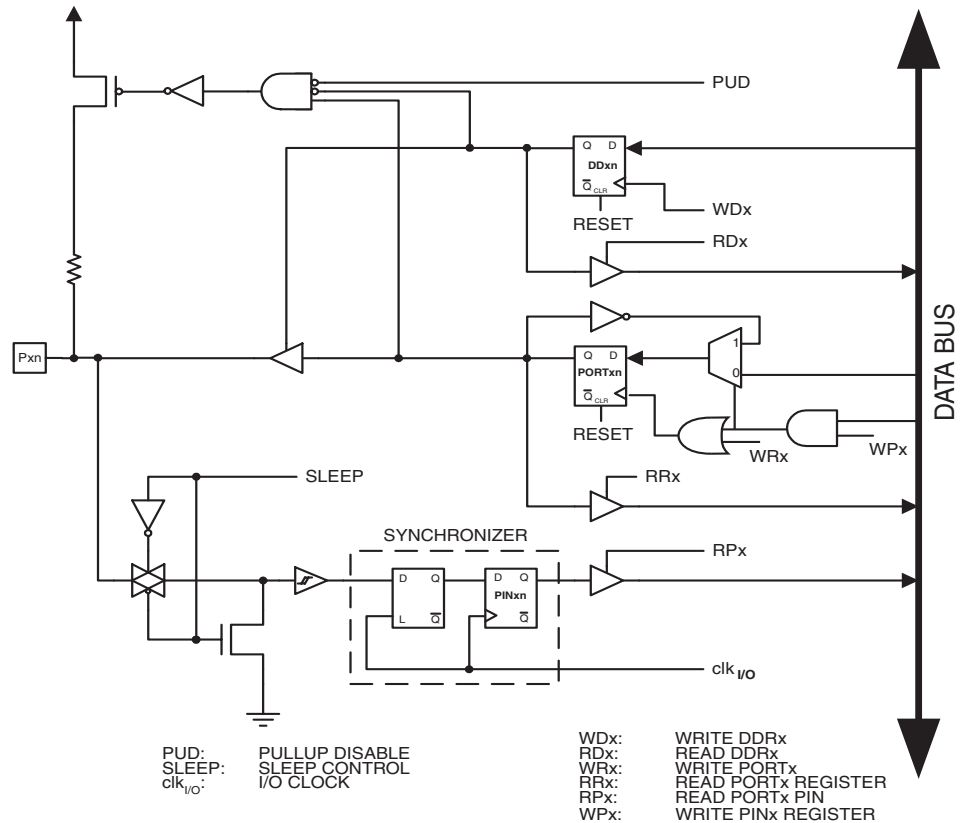 PUD
Q D
DDxn
Q CLR
WDx
RESET
RDx
Pxn
1
Q D
PORTxn
0
Q CLR
RESET
WRx
WPx
DATA BUS
SLEEP
RRx
SYNCHRONIZER
RPx
D Q
D Q
PINxn
L Q
Q
clk I/O
PUD: PULLUP DISABLE
SLEEP: SLEEP CONTROL
clkI/O: I/O CLOCK
WDx: WRITE DDRx
RDx: READ DDRx
WRx: WRITE PORTx
RRx: READ PORTx REGISTER
RPx: READ PORTx PIN
WPx: WRITE PINx REGISTER